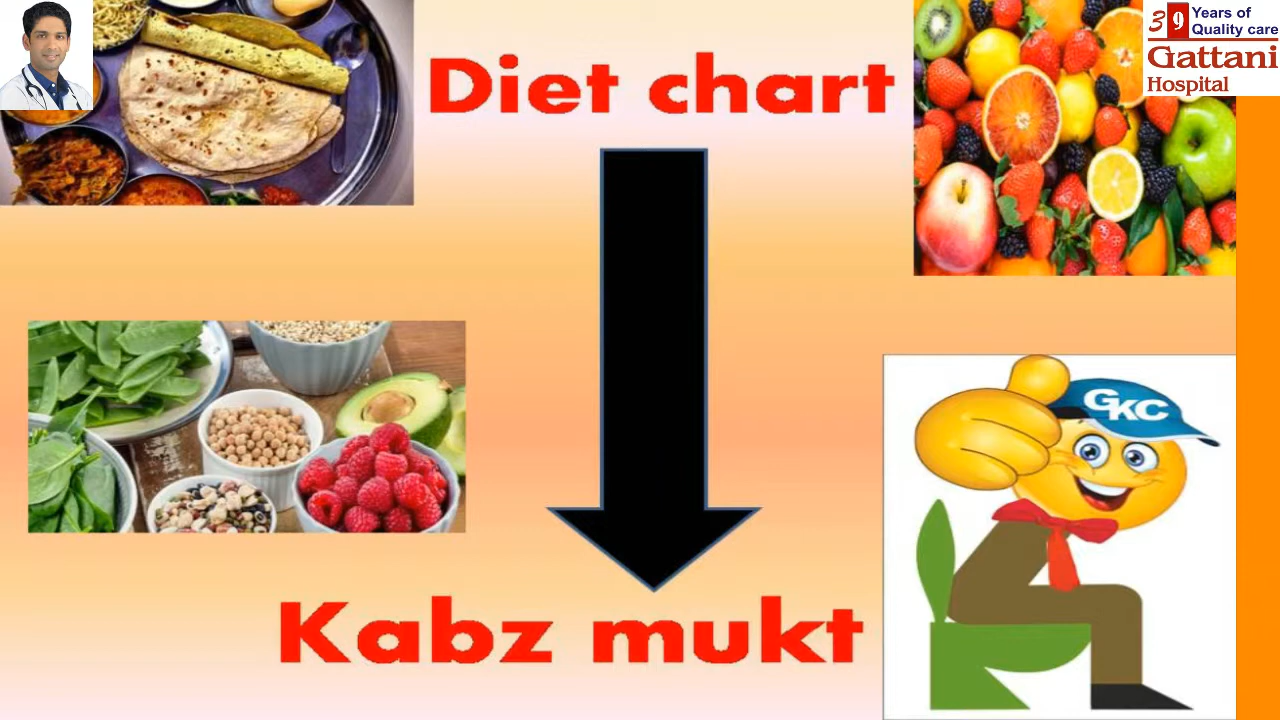 Diet chart
39 Years of
Quality care
Gattani
Hospital
GKC
Kabz mukt